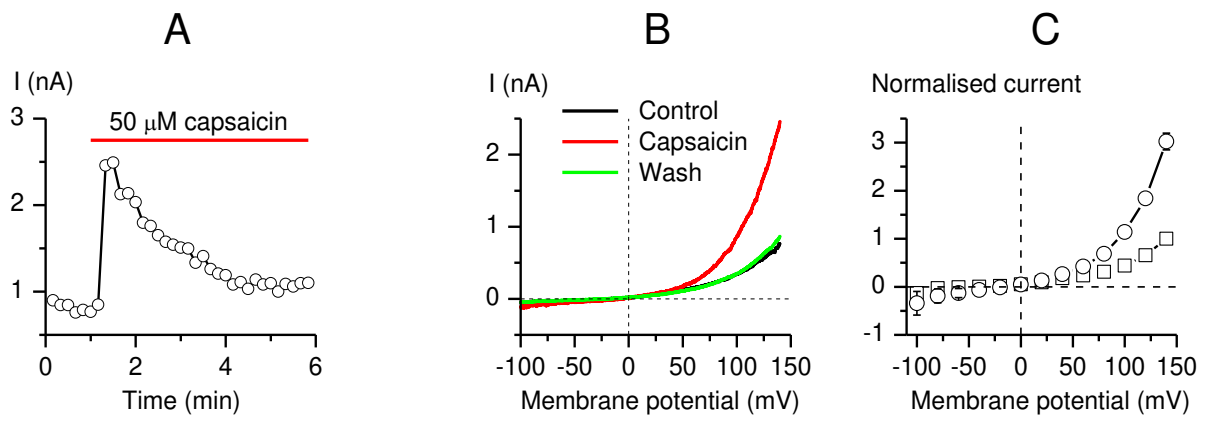 A
B
C
I (nA)
50 μM capsaicin
3
2
1
0
2
4
6
Time (min)
I (nA)
Control
Capsaicin
Wash
2
1
0
-100
-50
0
50
100
150
Membrane potential (mV)
Normalised current
3
2
1
0
-1
-100
-50
0
50
100
150
Membrane potential (mV)